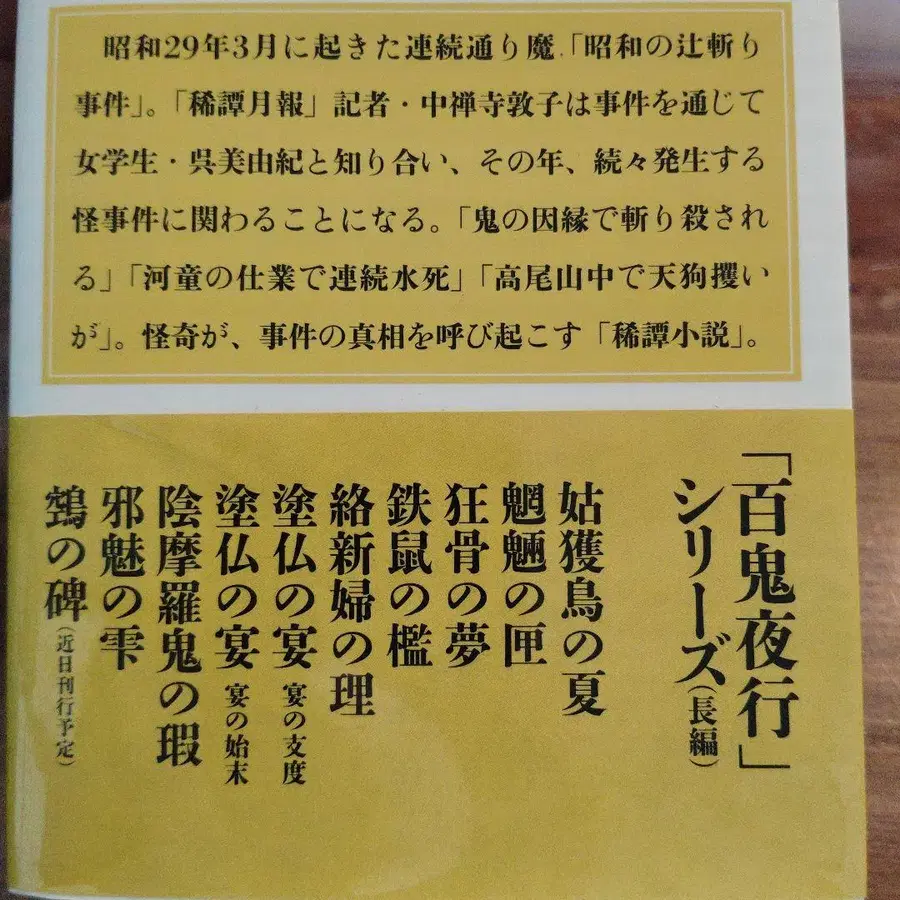 昭和29年3月に起きた連続通り魔「昭和の辻斬り
事件」。「稀譚月報」記者・中禅寺敦子は事件を通じて
女学生・呉美由紀と知り合い、その年、続々発生する
怪事件に関わることになる。「鬼の因縁で斬り殺され
る」「河童の仕業で連続水死」「高尾山中で天狗攫い
が」。怪奇が、事件の真相を呼び起こす「稀譚小説」。
「百鬼夜行」
シリーズ(長編)
姑獲鳥の夏
魍魎の匣
狂骨の夢
鉄鼠の檻
絡新婦の理
塗仏の宴 宴の支度
塗仏の宴 宴の始末
陰摩羅鬼の瑕
邪魅の雫
鵼の碑(近日刊行予定)